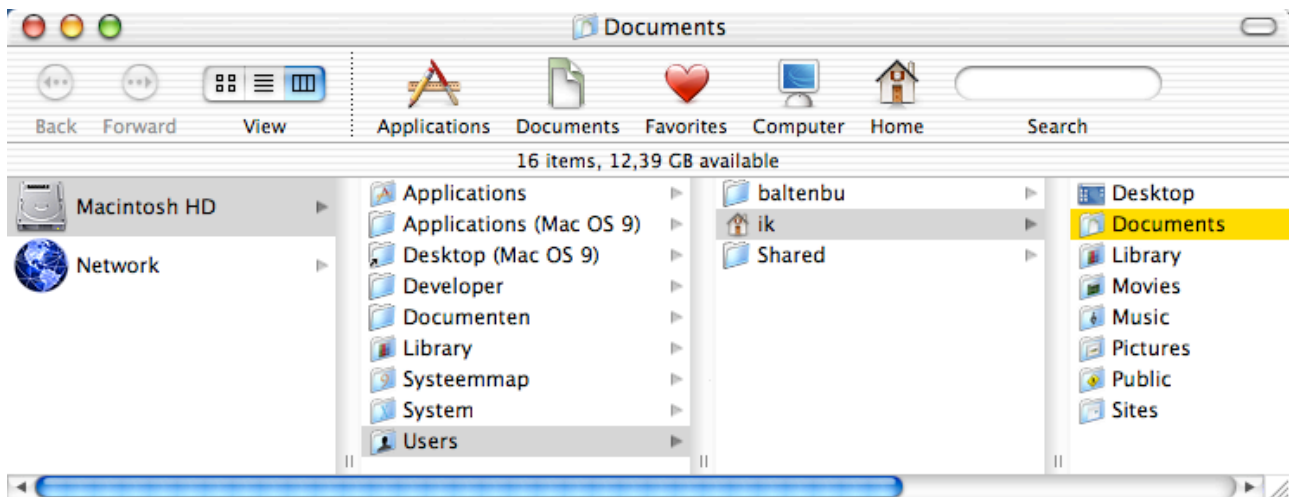 Documents
Back Forward View Applications Documents Favorites Computer Home Search
16 items, 12,39 GB available
Macintosh HD
Network
Applications
Applications (Mac OS 9)
Desktop (Mac OS 9)
Developer
Documenten
Library
Systeemmap
System
Users
baltenbu
ik
Shared
Desktop
Documents
Library
Movies
Music
Pictures
Public
Sites